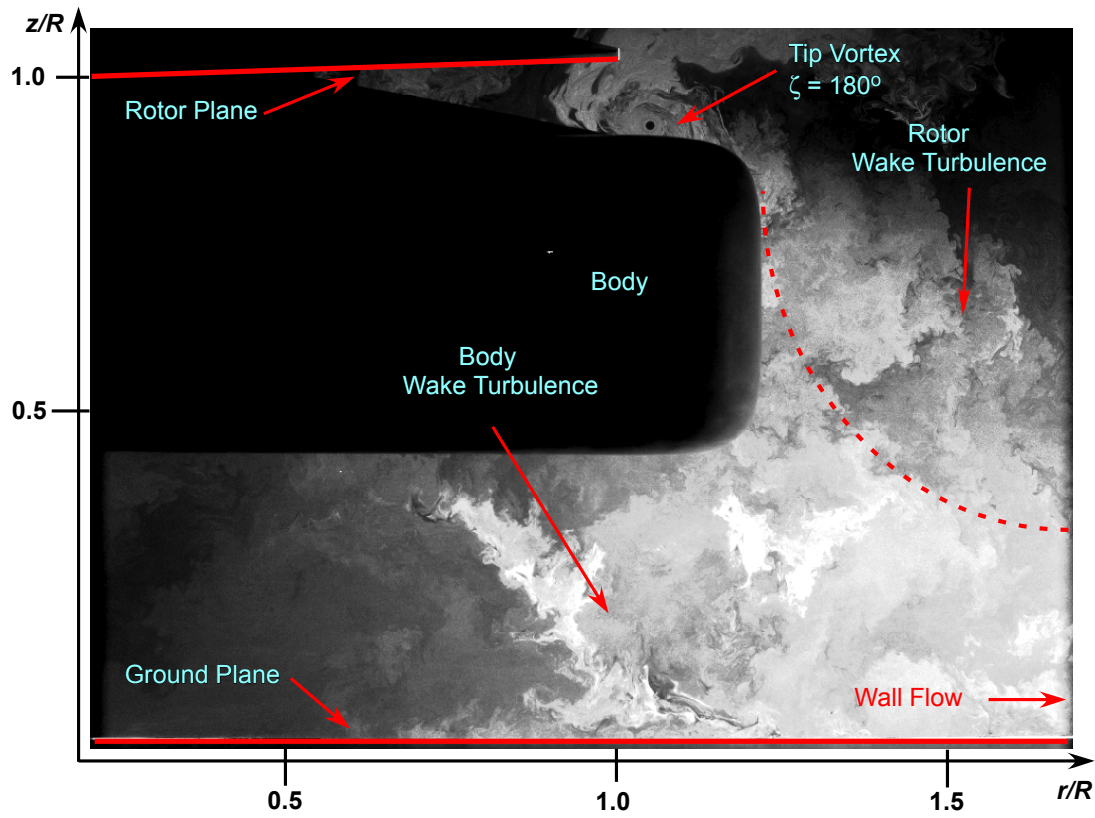 z/R
1.0
Rotor Plane
Tip Vortex
ζ = 180º
Rotor
Wake Turbulence
Body
Body
Wake Turbulence
0.5
Ground Plane
Wall Flow
0.5
1.0
1.5
r/R